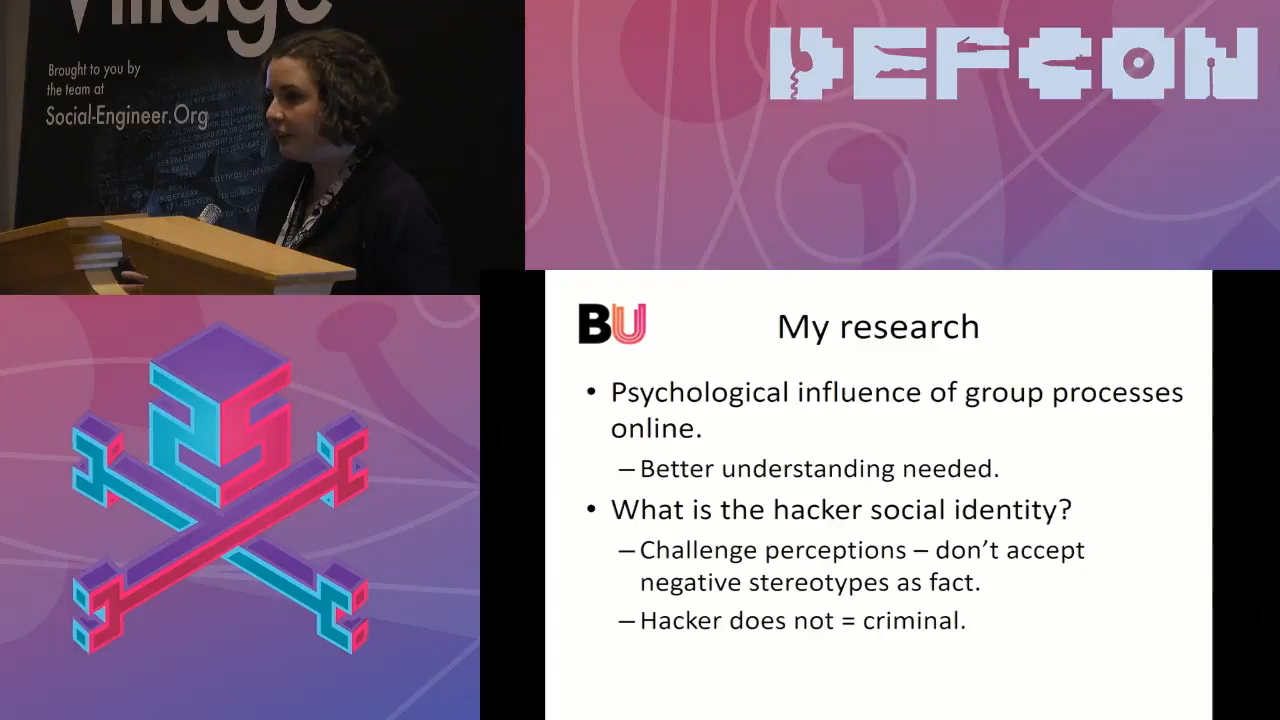 Village
Brought to you by
the team at
Social-Engineer.Org
DEFCON
BU
My research
• Psychological influence of group processes
online.
– Better understanding needed.
• What is the hacker social identity?
– Challenge perceptions – don’t accept
negative stereotypes as fact.
– Hacker does not = criminal.